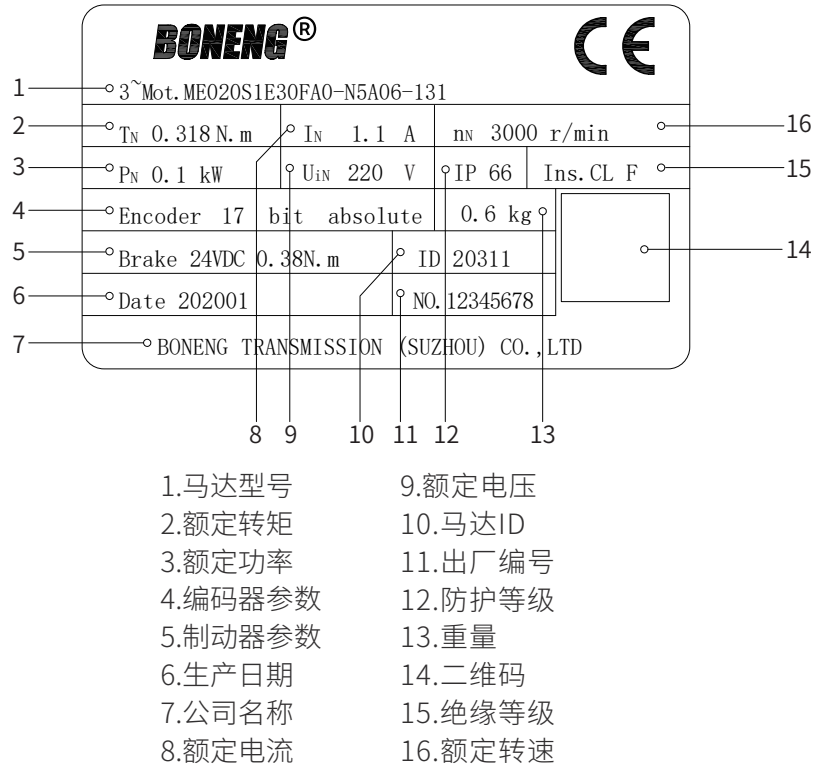 BONENG® CE
1 3~Mot.ME020S1E30FA0-N5A06-131
2 TN 0.318 N.m IN 1.1 A nN 3000 r/min 16
3 PN 0.1 kW UiN 220 V IP 66 Ins.CL F 15
4 Encoder 17 bit absolute 0.6 kg
14
5 Brake 24VDC 0.38N.m ID 20311
6 Date 202001 NO.12345678
7 BONENG TRANSMISSION (SUZHOU) CO.,LTD
8 9 10 11 12 13
1.马达型号 9.额定电压
2.额定转矩 10.马达ID
3.额定功率 11.出厂编号
4.编码器参数 12.防护等级
5.制动器参数 13.重量
6.生产日期 14.二维码
7.公司名称 15.绝缘等级
8.额定电流 16.额定转速